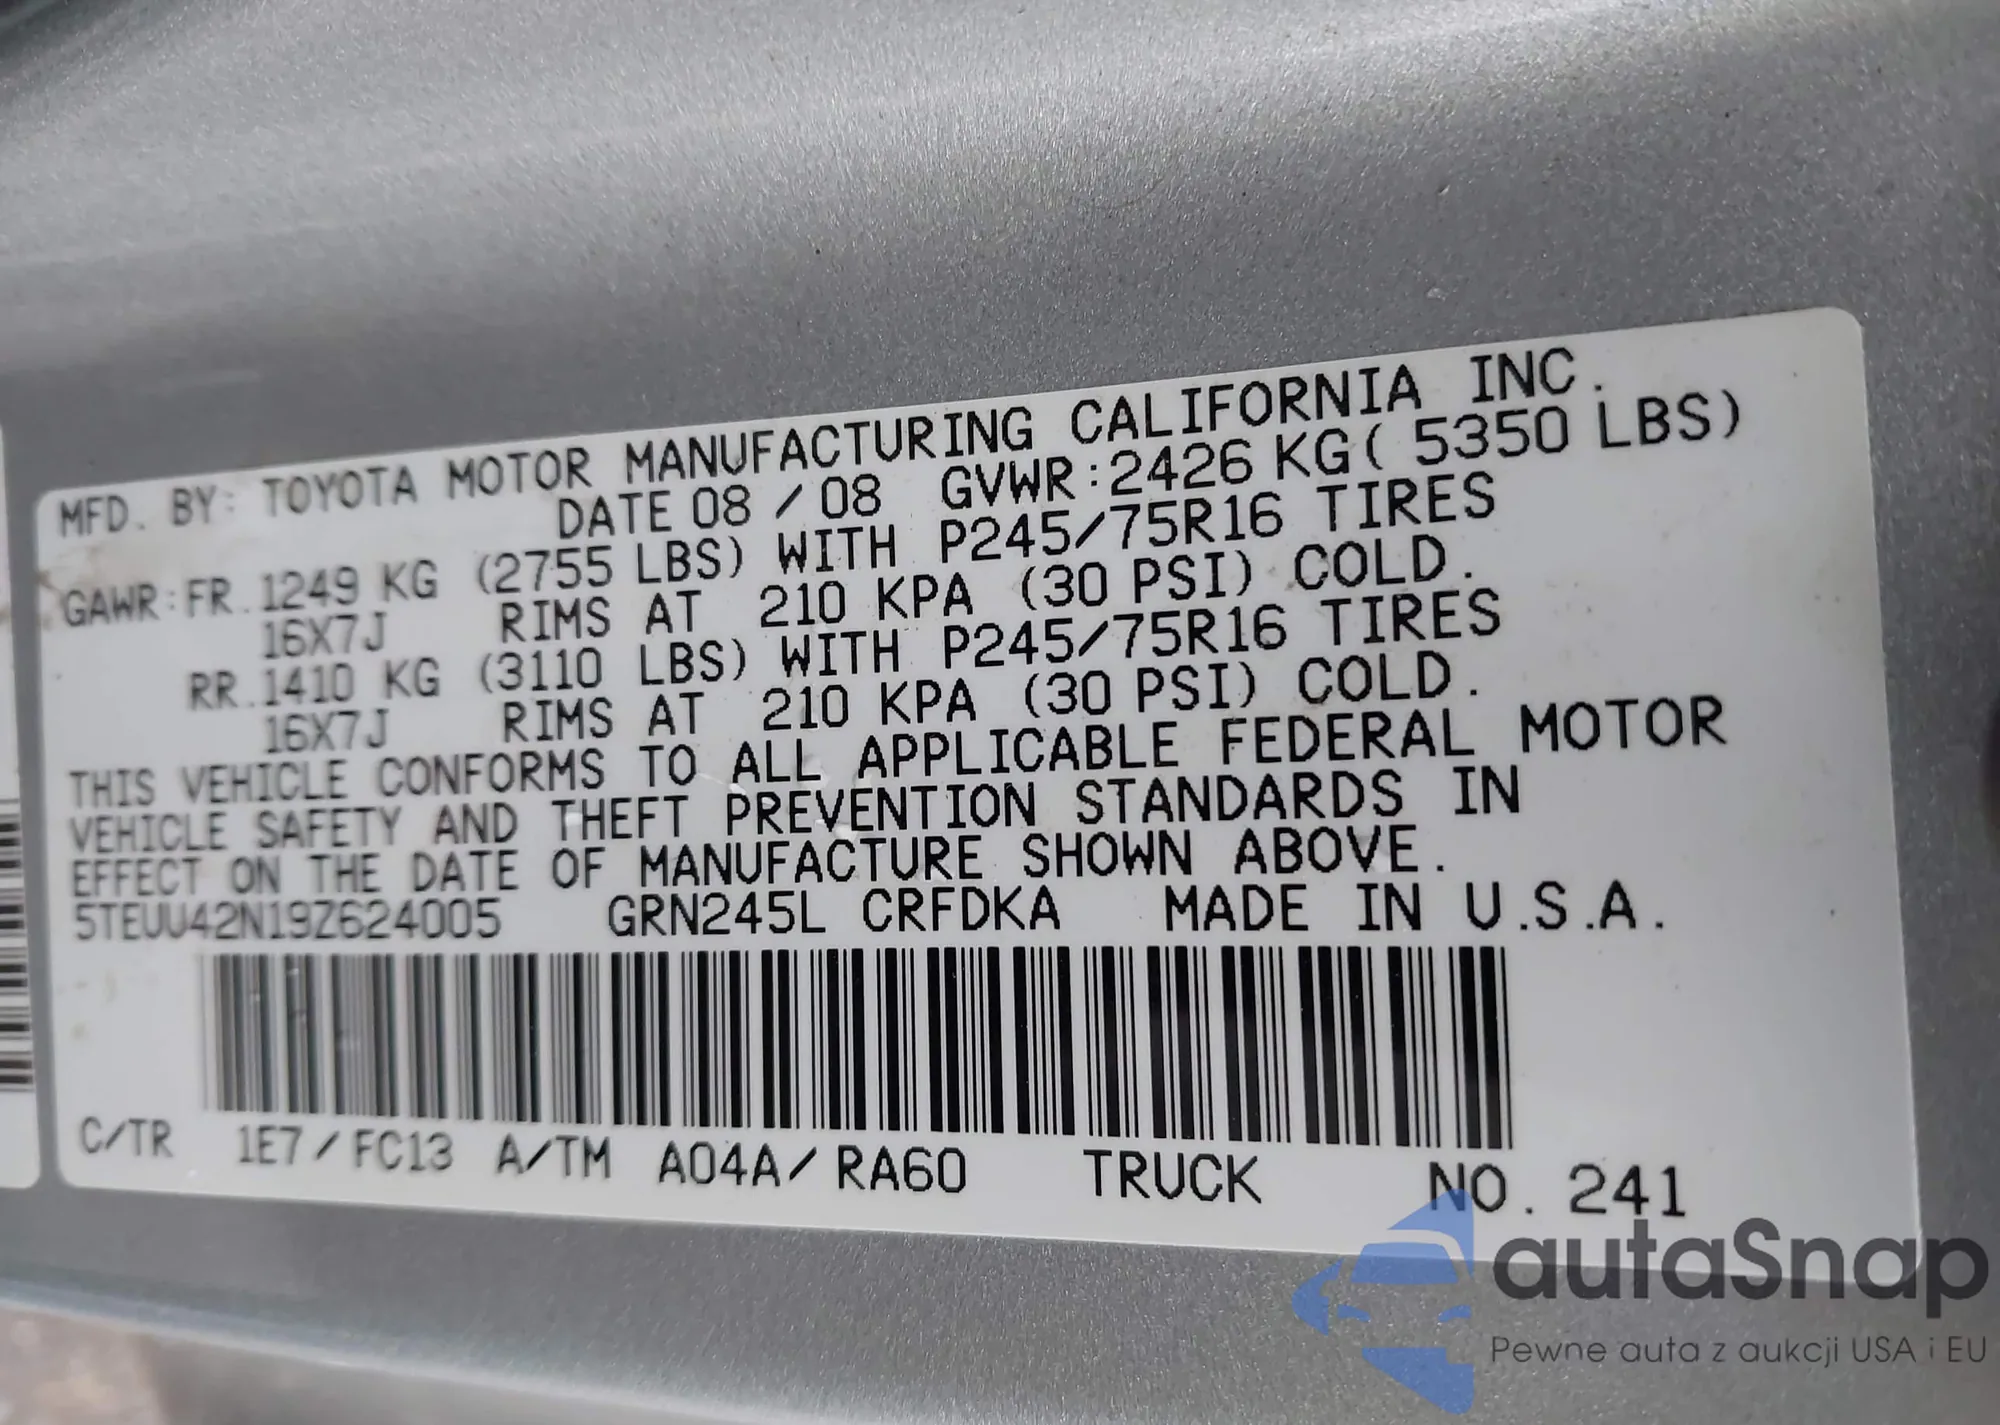 MFD. BY: TOYOTA MOTOR MANUFACTURING CALIFORNIA INC.
DATE 08 / 08 GVWR:2426 KG( 5350 LBS)
GAWR:FR.1249 KG (2755 LBS) WITH P245/75R16 TIRES
16X7J RIMS AT 210 KPA (30 PSI) COLD.
RR.1410 KG (3110 LBS) WITH P245/75R16 TIRES
16X7J RIMS AT 210 KPA (30 PSI) COLD.
THIS VEHICLE CONFORMS TO ALL APPLICABLE FEDERAL MOTOR
VEHICLE SAFETY AND THEFT PREVENTION STANDARDS IN
EFFECT ON THE DATE OF MANUFACTURE SHOWN ABOVE.
5TEUU42N19Z624005 GRN245L CRFDKA MADE IN U.S.A.
C/TR 1E7/FC13 A/TM A04A/RA60 TRUCK NO. 241
autaSnap
Pewne auta z aukcji USA i EU